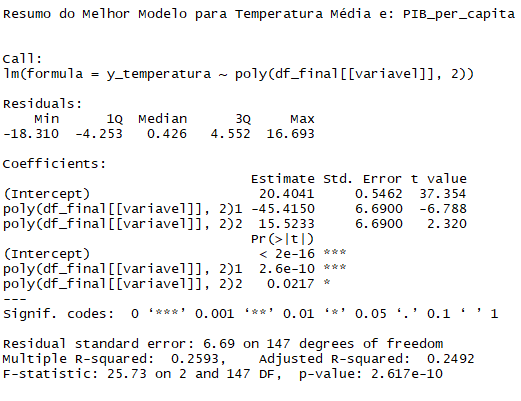 Resumo do Melhor Modelo para Temperatura Média e: PIB_per_capita
Call:
lm(formula = y_temperatura ~ poly(df_final[[variavel]], 2))
Residuals:
Min 1Q Median 3Q Max
-18.310 -4.253 0.426 4.552 16.693
Coefficients:
Estimate Std. Error t value
(Intercept) 20.4041 0.5462 37.354
poly(df_final[[variavel]], 2)1 -45.4150 6.6900 -6.788
poly(df_final[[variavel]], 2)2 15.5233 6.6900 2.320
Pr(>|t|)
(Intercept) < 2e-16 ***
poly(df_final[[variavel]], 2)1 2.6e-10 ***
poly(df_final[[variavel]], 2)2 0.0217 *
---
Signif. codes: 0 ‘***’ 0.001 ‘**’ 0.01 ‘*’ 0.05 ‘.’ 0.1 ‘ ’ 1
Residual standard error: 6.69 on 147 degrees of freedom
Multiple R-squared: 0.2593, Adjusted R-squared: 0.2492
F-statistic: 25.73 on 2 and 147 DF, p-value: 2.617e-10